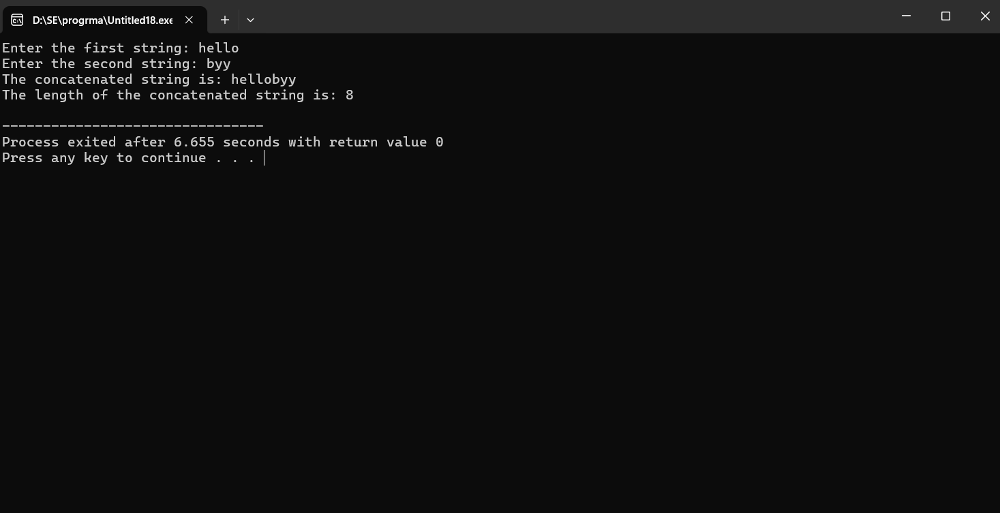 D:\SE\progrma\Untitled18.exe
Enter the first string: hello
Enter the second string: byy
The concatenated string is: hellobyy
The length of the concatenated string is: 8
--------------------------------
Process exited after 6.655 seconds with return value 0
Press any key to continue . . .